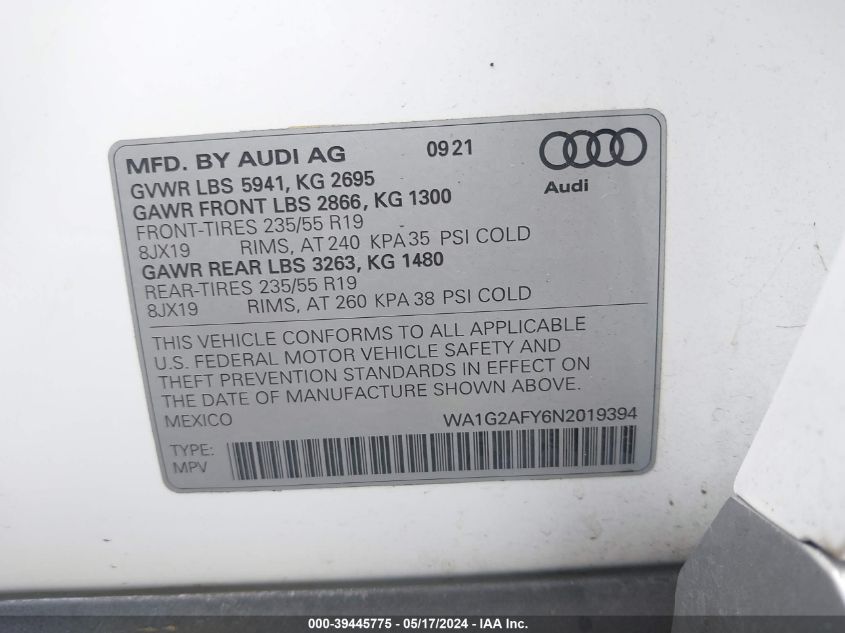 MFD. BY AUDI AG 09 21
Audi
GVWR LBS 5941, KG 2695
GAWR FRONT LBS 2866, KG 1300
FRONT-TIRES 235/55 R19
8JX19 RIMS, AT 240 KPA 35 PSI COLD
GAWR REAR LBS 3263, KG 1480
REAR-TIRES 235/55 R19
8JX19 RIMS, AT 260 KPA 38 PSI COLD
THIS VEHICLE CONFORMS TO ALL APPLICABLE
U.S. FEDERAL MOTOR VEHICLE SAFETY AND
THEFT PREVENTION STANDARDS IN EFFECT ON
THE DATE OF MANUFACTURE SHOWN ABOVE.
MEXICO WA1G2AFY6N2019394
TYPE:
MPV
000-39445775 - 05/17/2024 - IAA Inc.